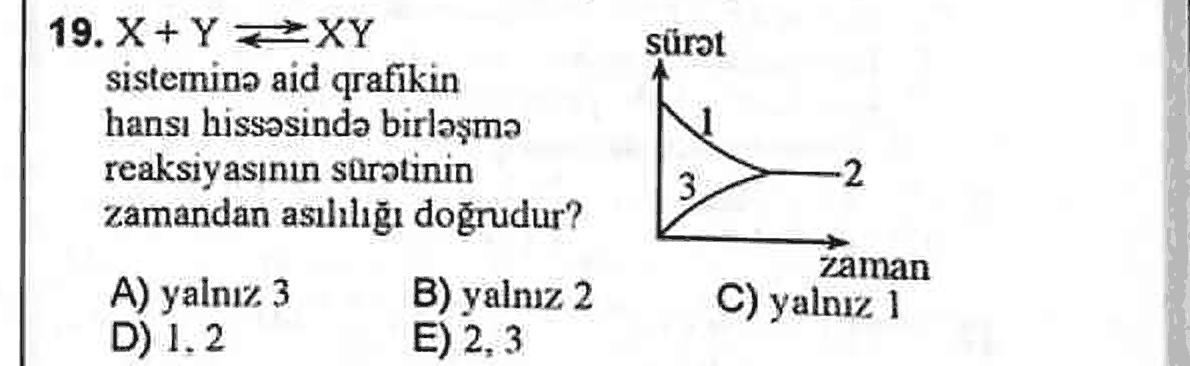 19. X + Y ⇄ XY
sisteminə aid qrafikin
hansı hissəsində birləşmə
reaksiyasının sürətinin
zamandan asılılığı doğrudur?
sürət
1
2
3
zaman
A) yalnız 3 B) yalnız 2 C) yalnız 1
D) 1, 2 E) 2, 3